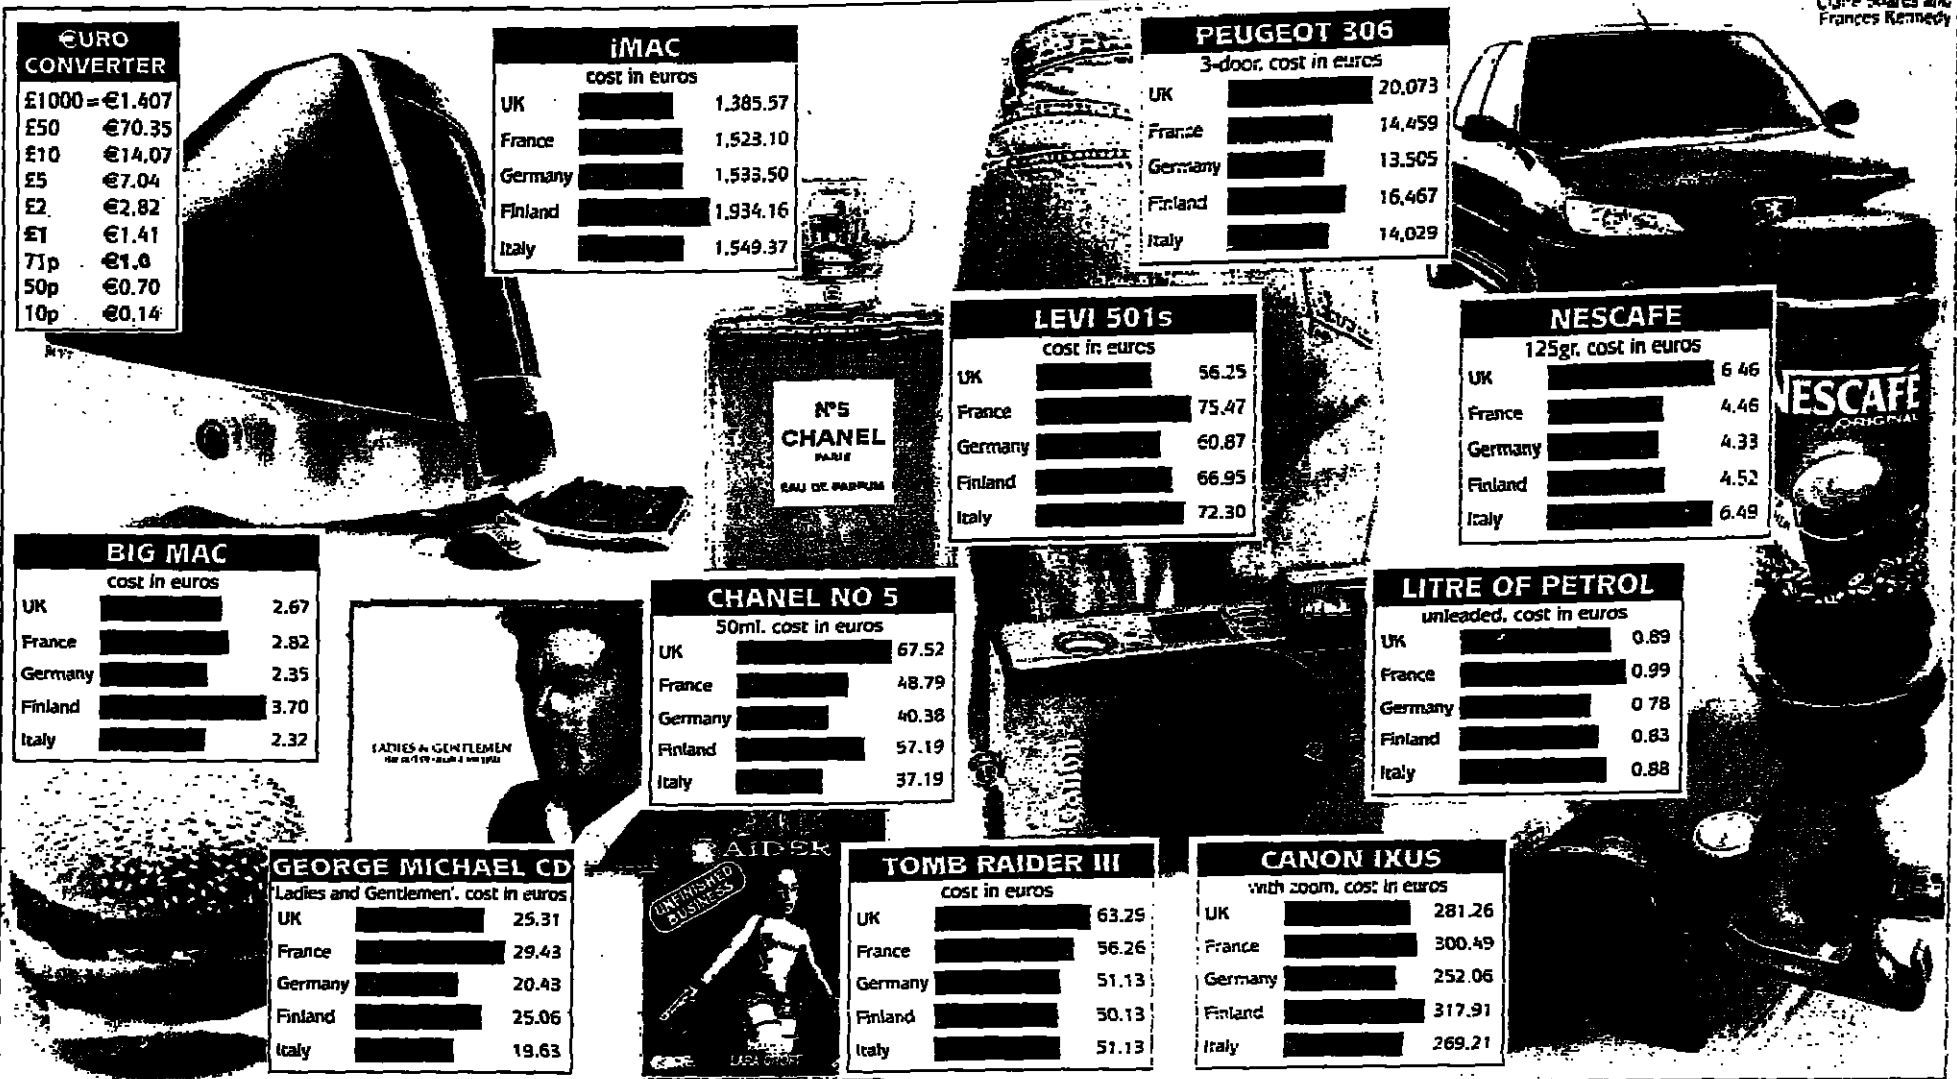 €URO
CONVERTER
£1000=€1.407
£50 €70.35
£10 €14.07
£5 €7.04
£2 €2.82
£1 €1.41
71p €1.0
50p €0.70
10p €0.14
iMAC
cost in euros
UK 1,385.57
France 1,523.10
Germany 1,533.50
Finland 1,934.16
Italy 1,549.37
PEUGEOT 306
3-door, cost in euros
UK 20,073
France 14,459
Germany 13,505
Finland 16,467
Italy 14,029
and
Frances Kennedy
LEVI 501s
cost in euros
UK 56.25
France 75.47
Germany 60.87
Finland 66.95
Italy 72.30
NESCAFE
125gr, cost in euros
UK 6.46
France 4.46
Germany 4.33
Finland 4.52
Italy 6.49
NESCAFÉ
ORIGINAL
N°5
CHANEL
PARIS
EAU DE PARFUM
BIG MAC
cost in euros
UK 2.67
France 2.82
Germany 2.35
Finland 3.70
Italy 2.32
LADIES & GENTLEMEN
CHANEL NO 5
50ml, cost in euros
UK 67.52
France 48.79
Germany 40.38
Finland 57.19
Italy 37.19
LITRE OF PETROL
unleaded, cost in euros
UK 0.89
France 0.99
Germany 0.78
Finland 0.83
Italy 0.88
GEORGE MICHAEL CD
'Ladies and Gentlemen', cost in euros
UK 25.31
France 29.43
Germany 20.43
Finland 25.06
Italy 19.63
RAIDER
UNFINISHED
BUSINESS
TOMB RAIDER III
cost in euros
UK 63.29
France 56.26
Germany 51.13
Finland 50.13
Italy 51.13
CANON IXUS
with zoom, cost in euros
UK 281.26
France 300.49
Germany 252.06
Finland 317.91
Italy 269.21